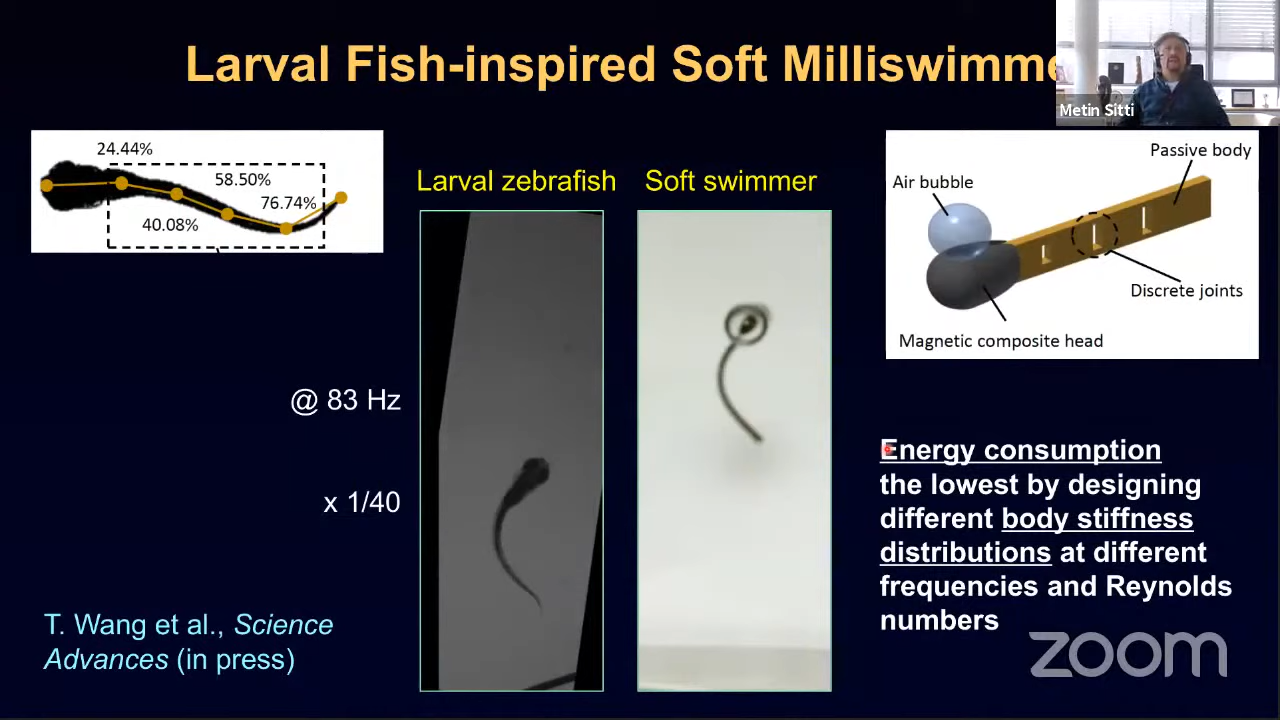 Larval Fish-inspired Soft Milliswimme
Metin Sitti
24.44%
58.50%
76.74%
40.08%
Larval zebrafish
Soft swimmer
Passive body
Air bubble
Discrete joints
Magnetic composite head
@ 83 Hz
x 1/40
Energy consumption
the lowest by designing
different body stiffness
distributions at different
frequencies and Reynolds
numbers
T. Wang et al., Science
Advances (in press)
zoom